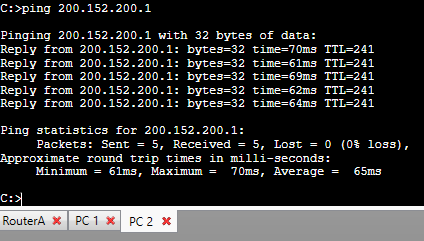 C:>ping 200.152.200.1
Pinging 200.152.200.1 with 32 bytes of data:
Reply from 200.152.200.1: bytes=32 time=70ms TTL=241
Reply from 200.152.200.1: bytes=32 time=61ms TTL=241
Reply from 200.152.200.1: bytes=32 time=69ms TTL=241
Reply from 200.152.200.1: bytes=32 time=62ms TTL=241
Reply from 200.152.200.1: bytes=32 time=64ms TTL=241
Ping statistics for 200.152.200.1:
Packets: Sent = 5, Received = 5, Lost = 0 (0% loss),
Approximate round trip times in milli-seconds:
Minimum = 61ms, Maximum =  70ms, Average =  65ms
C:>
RouterA PC 1 PC 2